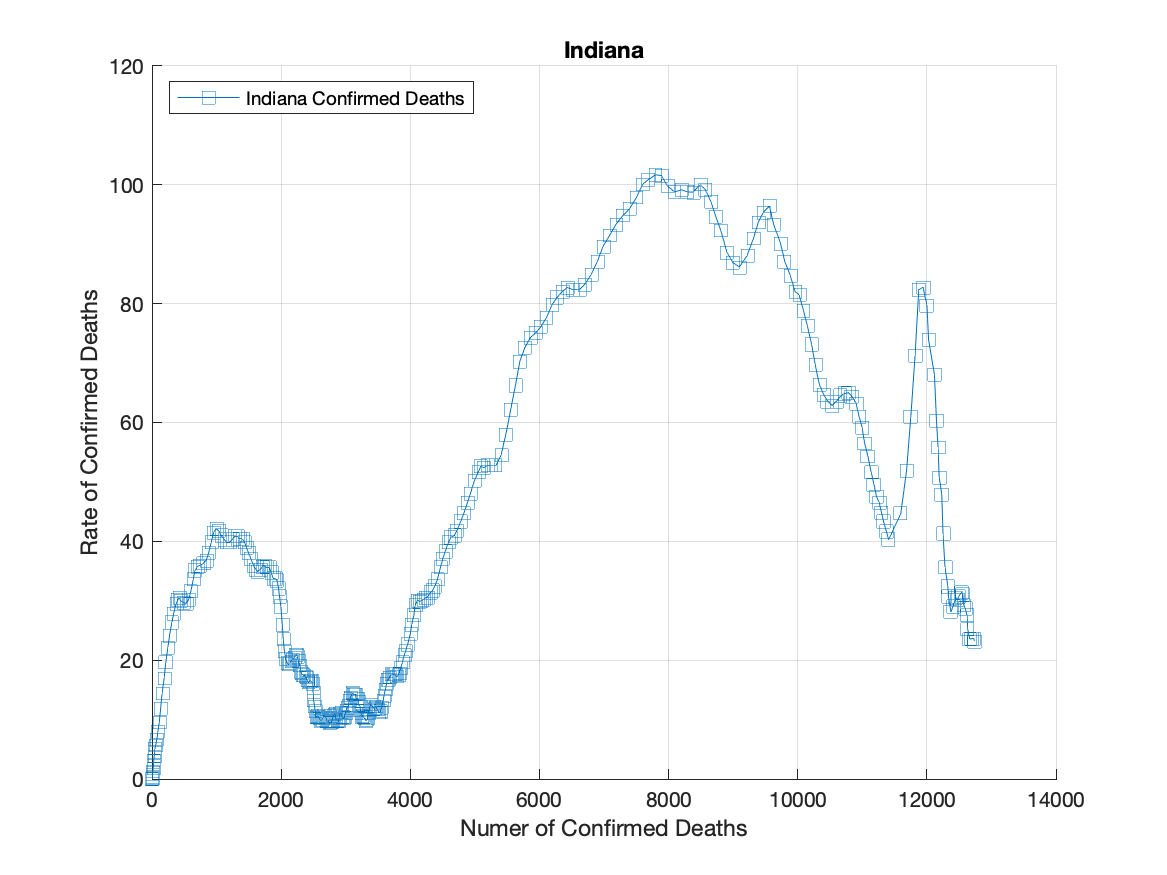 Indiana
120
Indiana Confirmed Deaths
100
80
60
40
20
0
Rate of Confirmed Deaths
0 2000 4000 6000 8000 10000 12000 14000
Numer of Confirmed Deaths